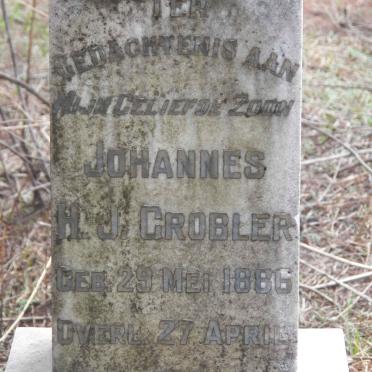 TER
GEDACHTENIS AAN
MIJN GELIEFDE ZOON
JOHANNES
H. J. GROBLER
GEB. 29 MEI 1886
OVERL. 27 APRIL